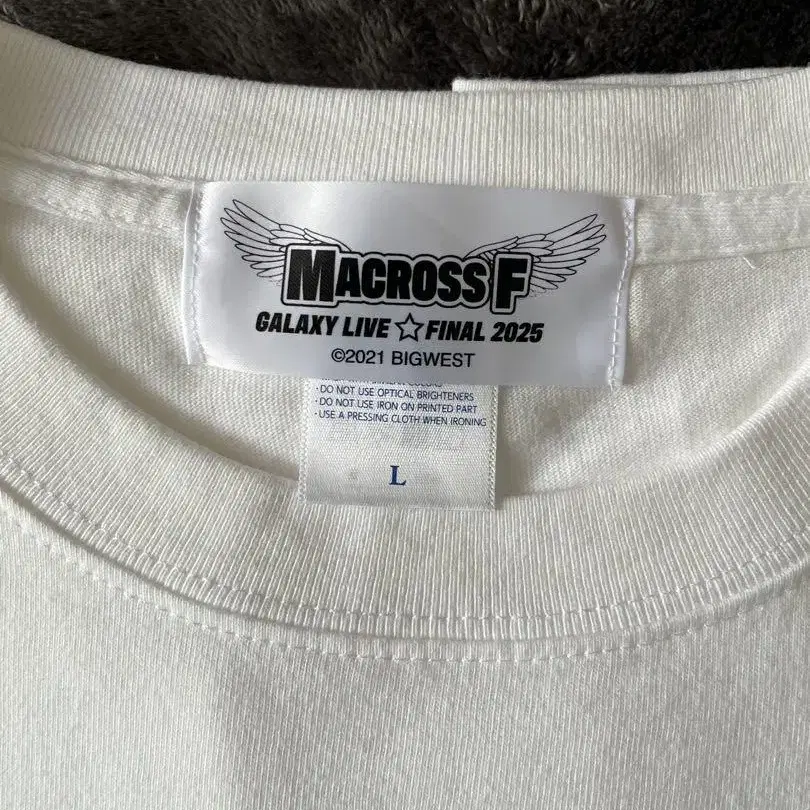 MACROSS F
GALAXY LIVE☆FINAL 2025
©2021 BIGWEST
・DO NOT USE OPTICAL BRIGHTENERS
・DO NOT USE IRON ON PRINTED PART
・USE A PRESSING CLOTH WHEN IRONING
L